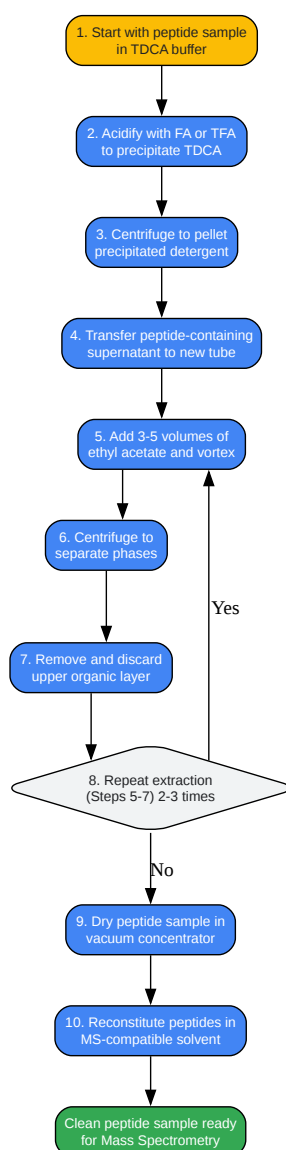 1. Start with peptide sample
in TDCA buffer
2. Acidify with FA or TFA
to precipitate TDCA
3. Centrifuge to pellet
precipitated detergent
4. Transfer peptide-containing
supernatant to new tube
5. Add 3-5 volumes of
ethyl acetate and vortex
6. Centrifuge to
separate phases
Yes
7. Remove and discard
upper organic layer
8. Repeat extraction
(Steps 5-7) 2-3 times
No
9. Dry peptide sample in
vacuum concentrator
10. Reconstitute peptides in
MS-compatible solvent
Clean peptide sample ready
for Mass Spectrometry